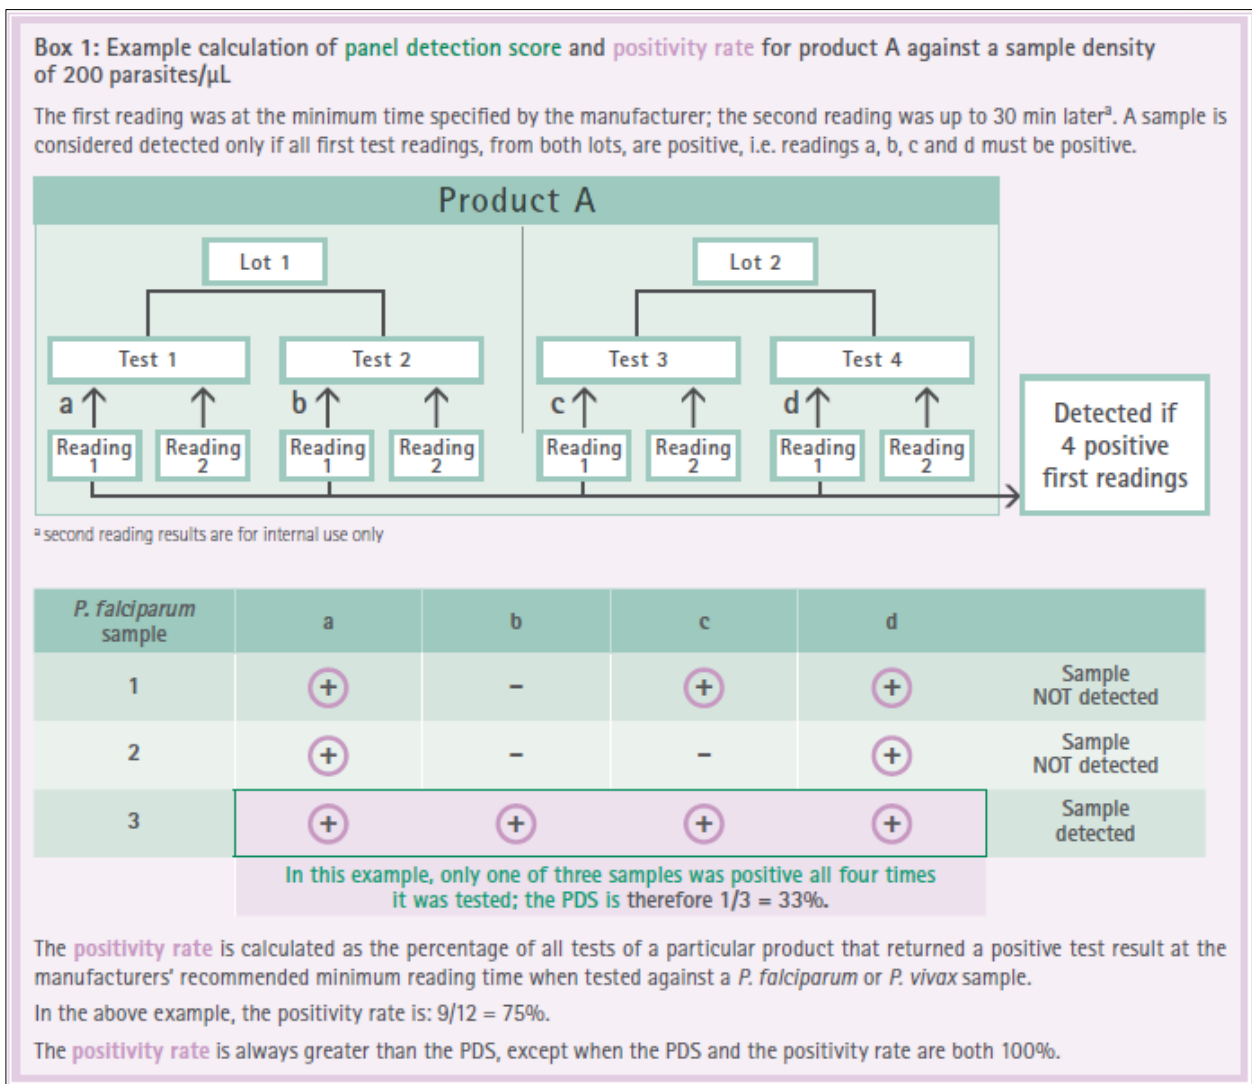 Box 1: Example calculation of panel detection score and positivity rate for product A against a sample density
of 200 parasites/µL
The first reading was at the minimum time specified by the manufacturer; the second reading was up to 30 min laterᵃ. A sample is
considered detected only if all first test readings, from both lots, are positive, i.e. readings a, b, c and d must be positive.
Product A
Lot 1
Lot 2
Test 1
Test 2
Test 3
Test 4
a
b
c
d
Reading
1
Reading
2
Reading
1
Reading
2
Reading
1
Reading
2
Reading
1
Reading
2
Detected if
4 positive
first readings
ᵃ second reading results are for internal use only
P. falciparum
sample
a b c d
1 + – + +
Sample
NOT detected
2 + – – +
Sample
NOT detected
3 + + + +
Sample
detected
In this example, only one of three samples was positive all four times
it was tested; the PDS is therefore 1/3 = 33%.
The positivity rate is calculated as the percentage of all tests of a particular product that returned a positive test result at the
manufacturers' recommended minimum reading time when tested against a P. falciparum or P. vivax sample.
In the above example, the positivity rate is: 9/12 = 75%.
The positivity rate is always greater than the PDS, except when the PDS and the positivity rate are both 100%.